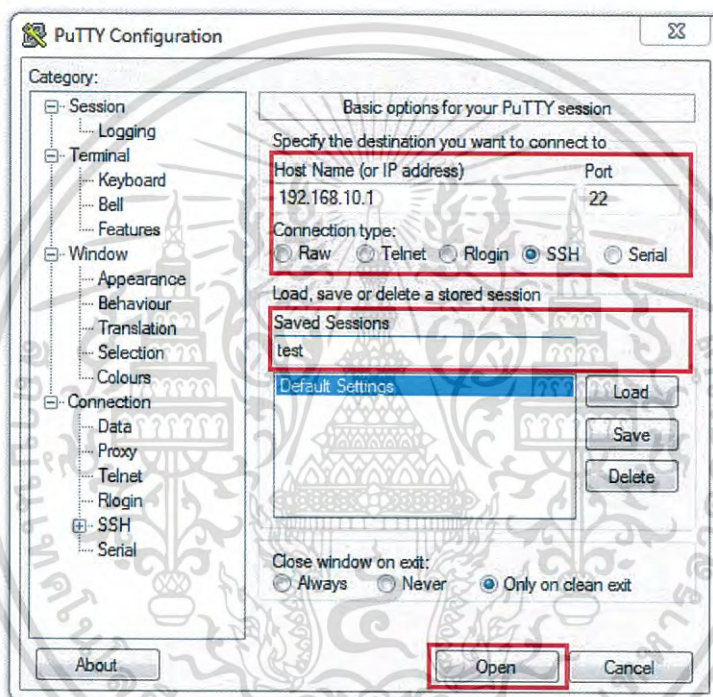 PuTTY Configuration
Category:
Session
Logging
Terminal
Keyboard
Bell
Features
Window
Appearance
Behaviour
Translation
Selection
Colours
Connection
Data
Proxy
Telnet
Rlogin
SSH
Serial
Basic options for your PuTTY session
Specify the destination you want to connect to
Host Name (or IP address) Port
192.168.10.1 22
Connection type:
Raw Telnet Rlogin SSH Serial
Load, save or delete a stored session
Saved Sessions
test
Default Settings
Load
Save
Delete
Close window on exit:
Always Never Only on clean exit
About Open Cancel